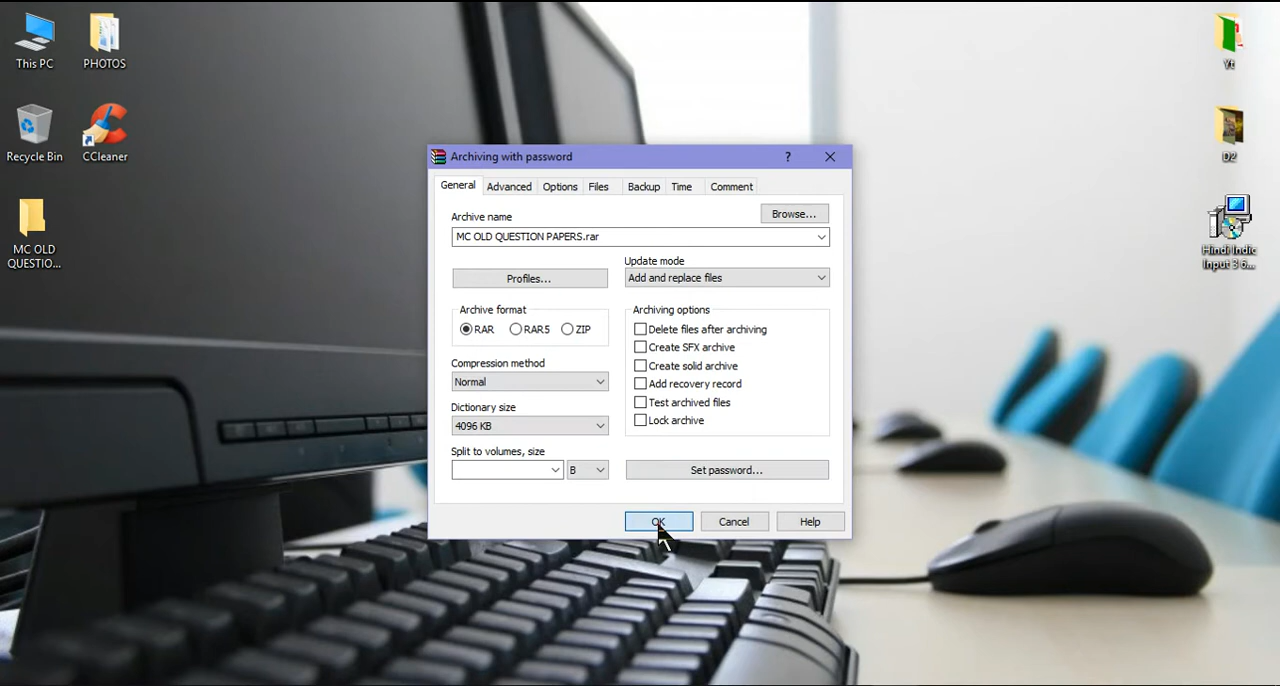 This PC
PHOTOS
Recycle Bin
CCleaner
MC OLD
QUESTIO...
Yt
D2
Hindi Indic
Input 3 6...
Archiving with password
?
General
Advanced
Options
Files
Backup
Time
Comment
Archive name
Browse...
MC OLD QUESTION PAPERS.rar
Profiles...
Update mode
Add and replace files
Archive format
RAR
RAR5
ZIP
Compression method
Normal
Dictionary size
4096 KB
Split to volumes, size
B
Archiving options
Delete files after archiving
Create SFX archive
Create solid archive
Add recovery record
Test archived files
Lock archive
Set password...
OK
Cancel
Help